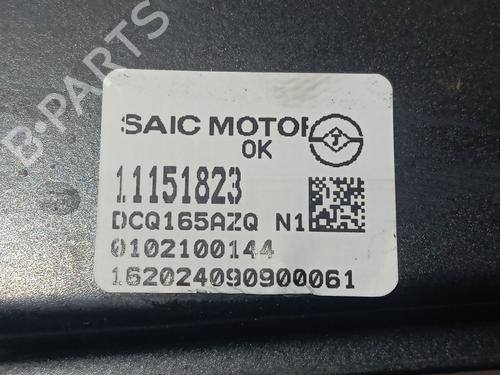 B-PARTS
SAIC MOTOR
OK
11151823
DCQ165AZQ N1
0102100144
162024090900061